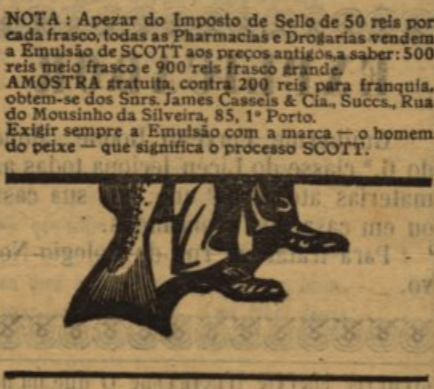 NOTA: Apezar do Imposto de Sello de 50 reis por
cada frasco, todas as Pharmacias e Drogarias vendem
a Emulsão de SCOTT aos preços antigos, a saber: 500
reis meio frasco e 900 reis frasco grande.
AMOSTRA gratuita, contra 200 reis para franquia,
obtem-se dos Snrs. James Cassels & Cia., Succs., Rua
do Mousinho da Silveira, 85, 1º Porto.
Exigir sempre a Emulsão com a marca — o homem
do peixe — que significa o processo SCOTT.